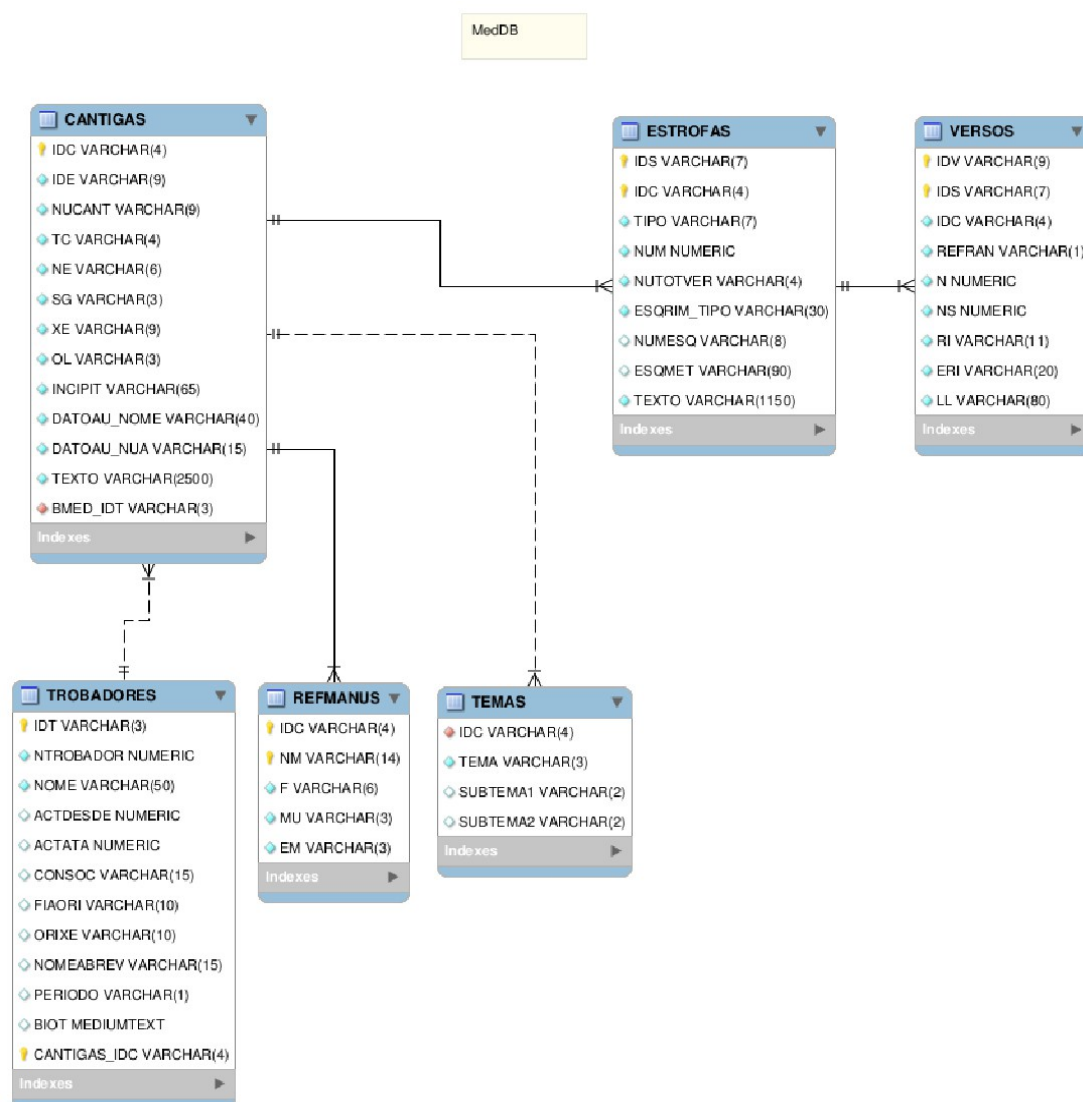 MedDB
CANTIGAS
IDC VARCHAR(4)
IDE VARCHAR(9)
NUCANT VARCHAR(9)
TC VARCHAR(4)
NE VARCHAR(6)
SG VARCHAR(3)
XE VARCHAR(9)
OL VARCHAR(3)
INCIPIT VARCHAR(65)
DATOAU_NOME VARCHAR(40)
DATOAU_NUA VARCHAR(15)
TEXTO VARCHAR(2500)
BMED_IDT VARCHAR(3)
Indexes
ESTROFAS
IDS VARCHAR(7)
IDC VARCHAR(4)
TIPO VARCHAR(7)
NUM NUMERIC
NUTOTVER VARCHAR(4)
ESQRIM_TIPO VARCHAR(30)
NUMESQ VARCHAR(8)
ESQMET VARCHAR(90)
TEXTO VARCHAR(1150)
Indexes
VERSOS
IDV VARCHAR(9)
IDS VARCHAR(7)
IDC VARCHAR(4)
REFRAN VARCHAR(1)
N NUMERIC
NS NUMERIC
RI VARCHAR(11)
ERI VARCHAR(20)
LL VARCHAR(80)
Indexes
TROBADORES
IDT VARCHAR(3)
NTROBADOR NUMERIC
NOME VARCHAR(50)
ACTDESDE NUMERIC
ACTATA NUMERIC
CONSOC VARCHAR(15)
FIAORI VARCHAR(10)
ORIXE VARCHAR(10)
NOMEABREV VARCHAR(15)
PERIODO VARCHAR(1)
BIOT MEDIUMTEXT
CANTIGAS_IDC VARCHAR(4)
Indexes
REFMANUS
IDC VARCHAR(4)
NM VARCHAR(14)
F VARCHAR(6)
MU VARCHAR(3)
EM VARCHAR(3)
Indexes
TEMAS
IDC VARCHAR(4)
TEMA VARCHAR(3)
SUBTEMA1 VARCHAR(2)
SUBTEMA2 VARCHAR(2)
Indexes